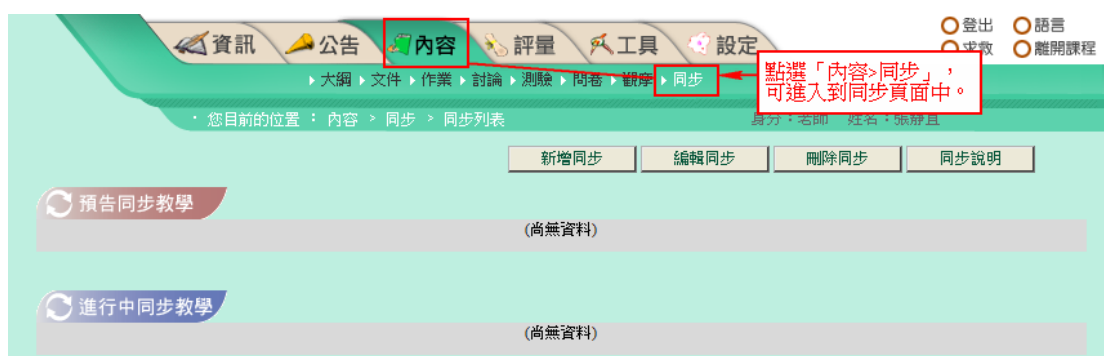 資訊 公告 內容 評量 工具 設定
登出 語言
求救 離開課程
大綱 文件 作業 討論 測驗 問卷 觀摩 同步
點選「內容>同步」，
可進入到同步頁面中。
· 您目前的位置 : 內容 > 同步 > 同步列表
身分：老師 姓名：張靜宜
新增同步 編輯同步 刪除同步 同步說明
預告同步教學
(尚無資料)
進行中同步教學
(尚無資料)